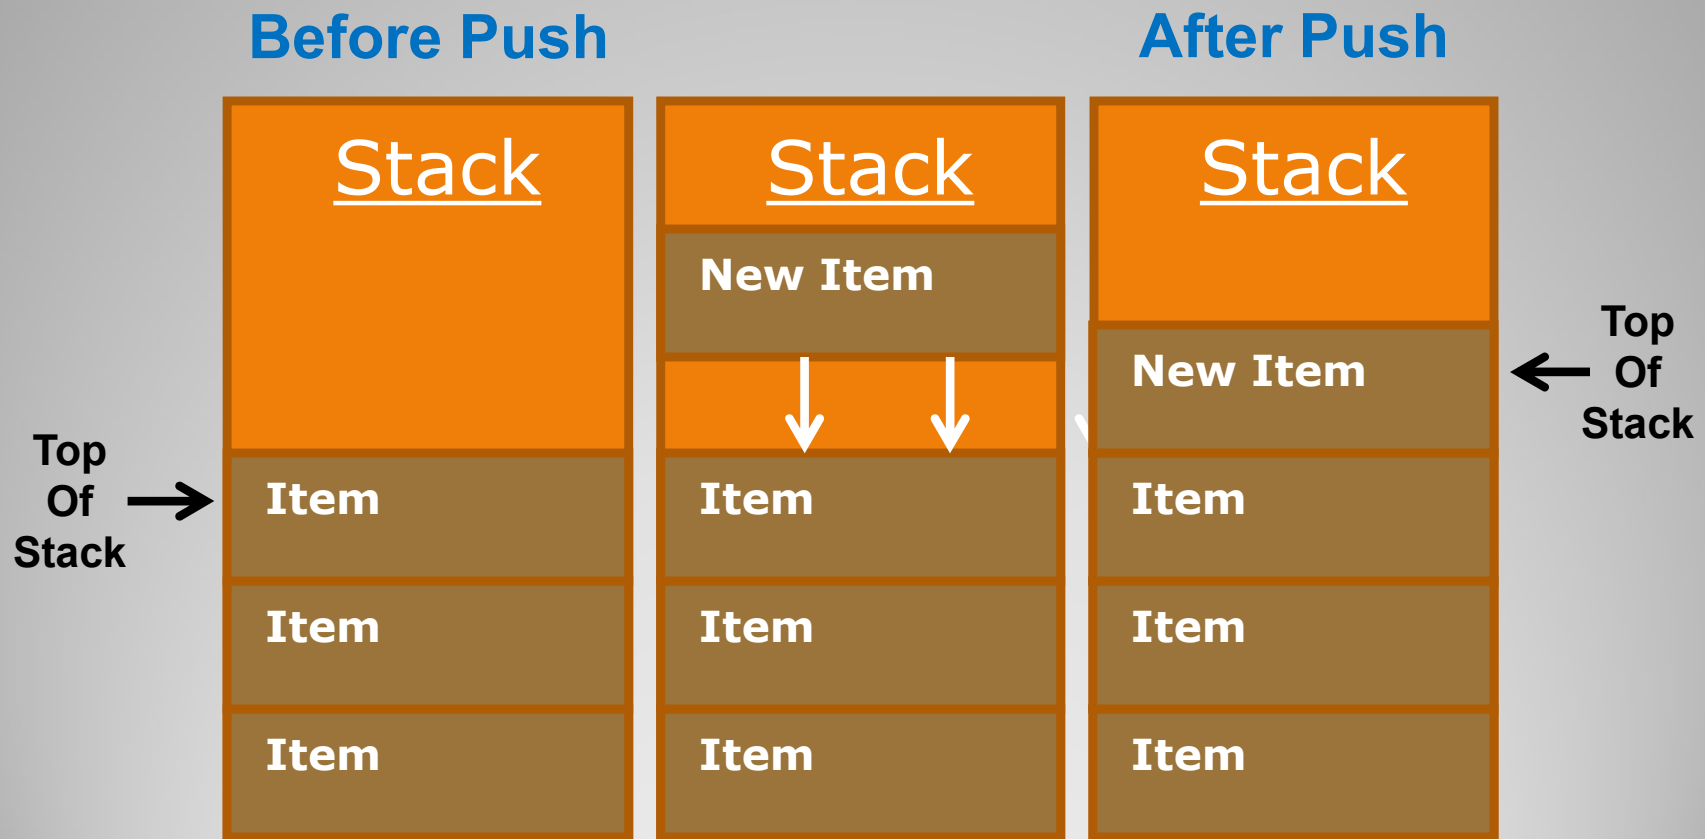 Before Push
After Push
Stack
Stack
Stack
New Item
New Item
Top
Of
Stack
Top
Of
Stack
Item
Item
Item
Item
Item
Item
Item
Item
Item